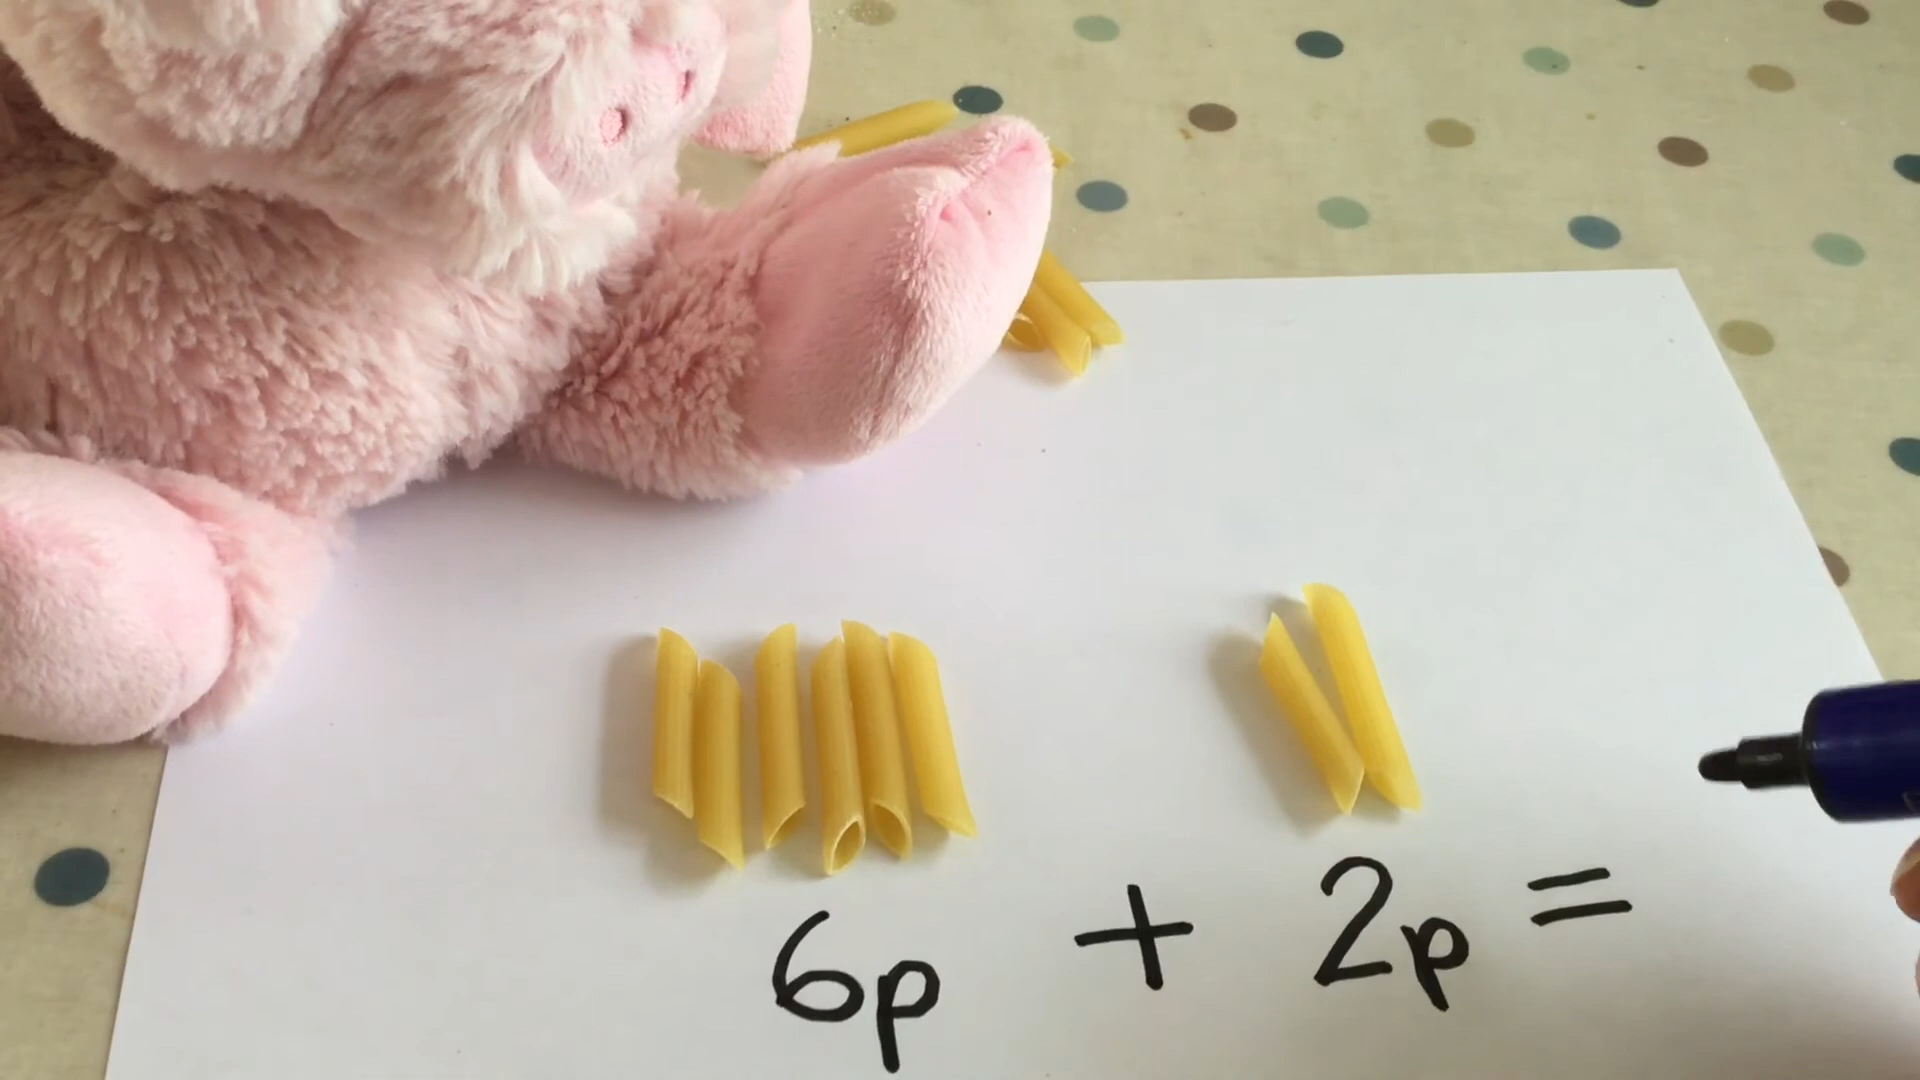 6p + 2p =